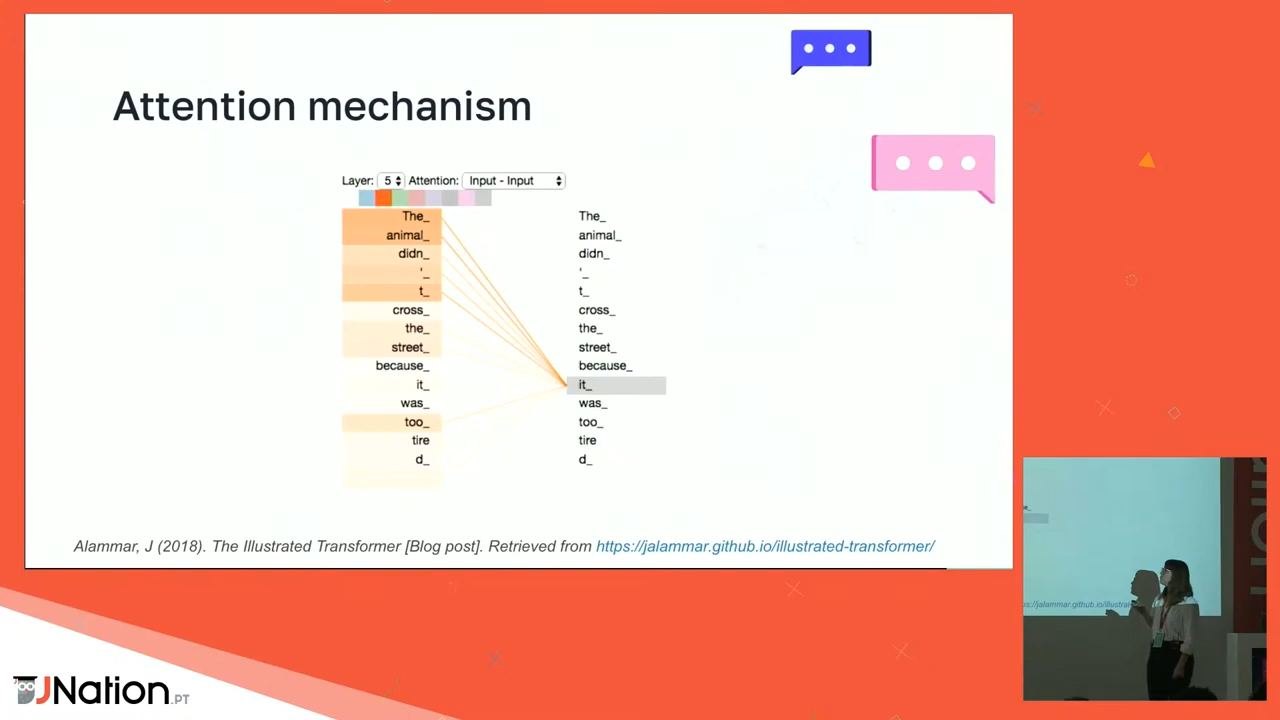 Attention mechanism
Layer: 5 Attention: Input - Input
The_ The_
animal_ animal_
didn_ didn_
'_ '_
t_ t_
cross_ cross_
the_ the_
street_ street_
because_ because_
it_ it_
was_ was_
too_ too_
tire tire
d_ d_
Alammar, J (2018). The Illustrated Transformer [Blog post]. Retrieved from https://jalammar.github.io/illustrated-transformer/
JNation.PT